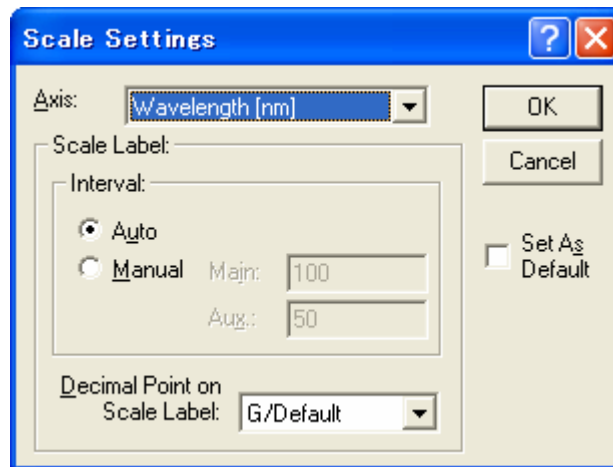 Scale Settings
Axis: Wavelength [nm]
OK
Cancel
Set As
Default
Scale Label:
Interval:
Auto
Manual Main: 100
Aux.: 50
Decimal Point on
Scale Label: G/Default